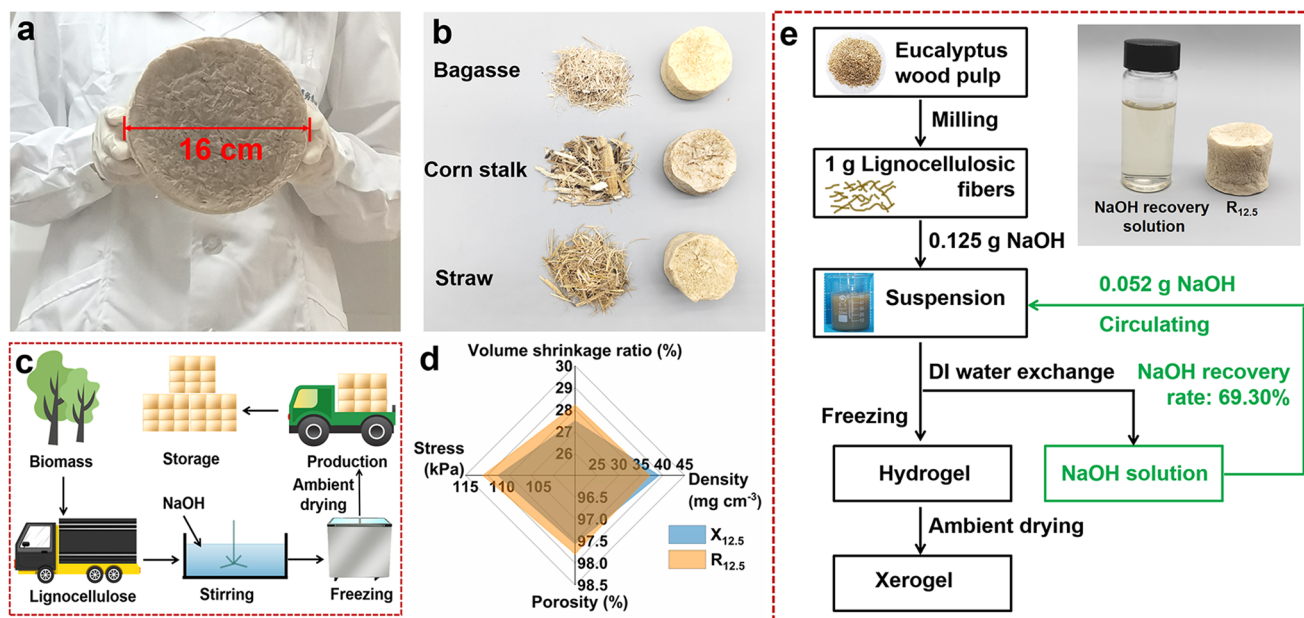 a
16 cm
b
Bagasse
Corn stalk
Straw
c
Biomass
Storage
Production
NaOH
Ambient
drying
Lignocellulose
Stirring
Freezing
d
Volume shrinkage ratio (%)
30
29
28
27
26
Stress
(kPa)
115 110 105
25 30 35 40 45
Density
(mg cm⁻³)
96.5
97.0
97.5
98.0
98.5
Porosity (%)
X₁₂.₅
R₁₂.₅
e
Eucalyptus
wood pulp
Milling
1 g Lignocellulosic
fibers
0.125 g NaOH
Suspension
DI water exchange
Freezing
Hydrogel
Ambient drying
Xerogel
NaOH recovery
solution
R₁₂.₅
0.052 g NaOH
Circulating
NaOH recovery
rate: 69.30%
NaOH solution